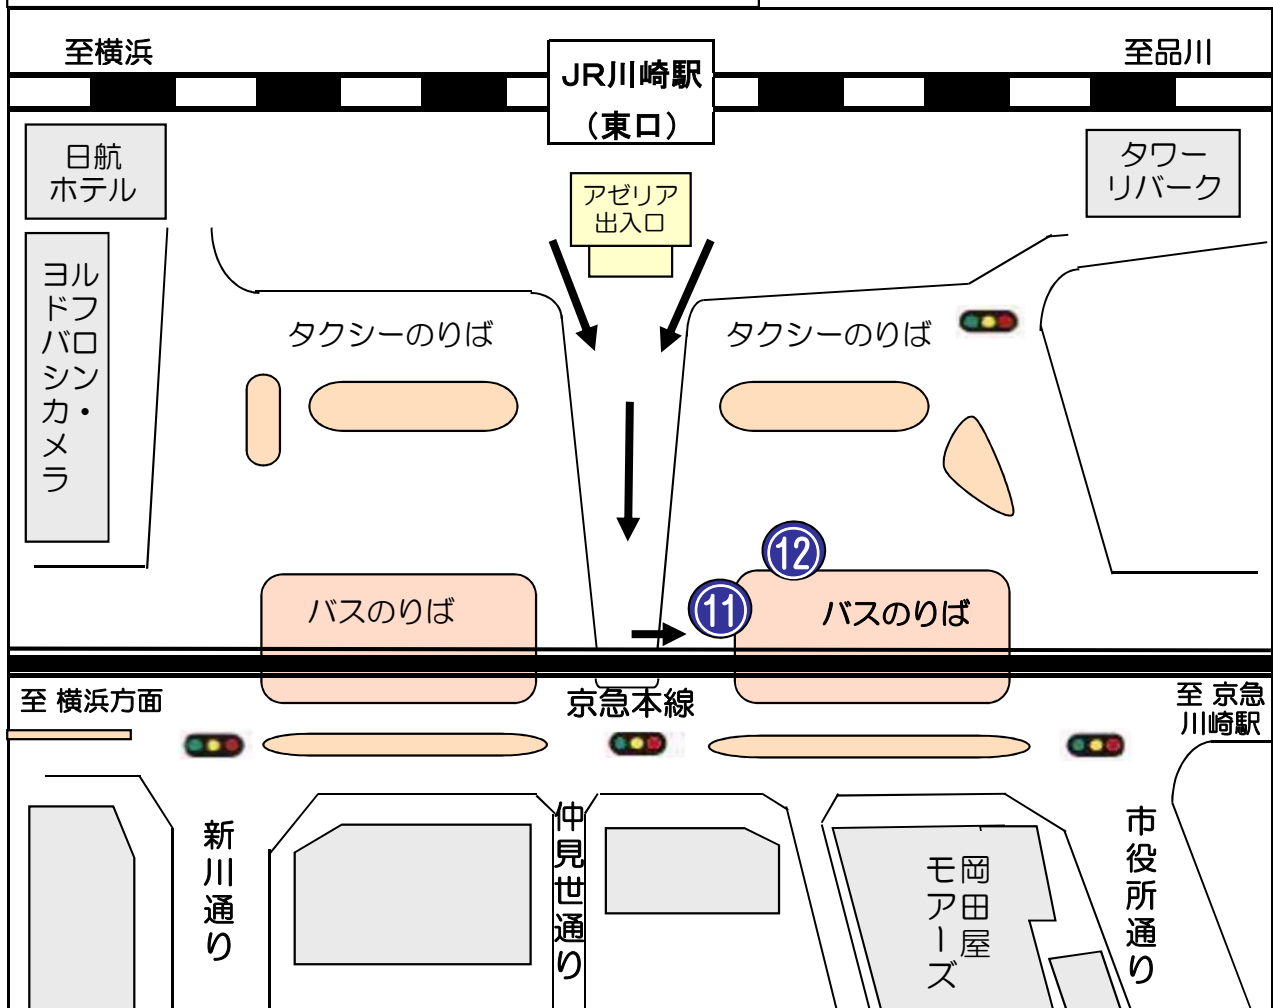 至横浜
JR川崎駅
（東口）
至品川
日航
ホテル
アゼリア
出入口
タワー
リバーク
ヨドバシカメラ
ルフロン・
タクシーのりば
タクシーのりば
12
11
バスのりば
バスのりば
至 横浜方面
京急本線
至 京急
川崎駅
新川通り
仲見世通り
岡田屋
モアーズ
市役所通り